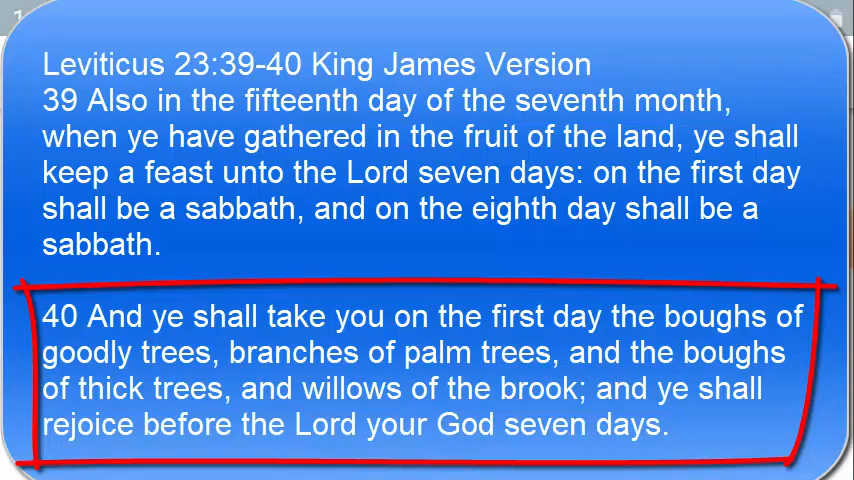 Leviticus 23:39-40 King James Version
39 Also in the fifteenth day of the seventh month,
when ye have gathered in the fruit of the land, ye shall
keep a feast unto the Lord seven days: on the first day
shall be a sabbath, and on the eighth day shall be a
sabbath.
40 And ye shall take you on the first day the boughs of
goodly trees, branches of palm trees, and the boughs
of thick trees, and willows of the brook; and ye shall
rejoice before the Lord your God seven days.